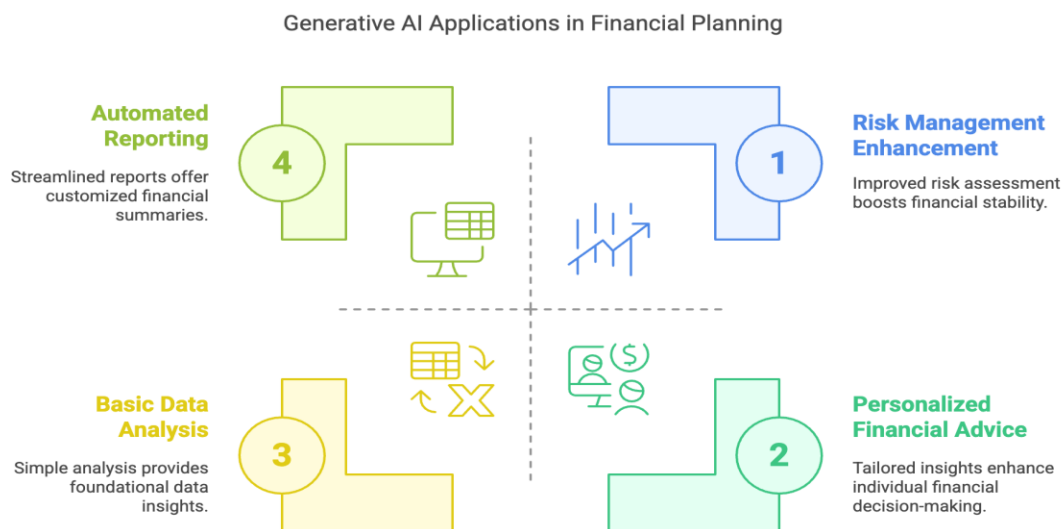 Generative AI Applications in Financial Planning
Automated
Reporting
4
Streamlined reports offer
customized financial
summaries.
1
Risk Management
Enhancement
Improved risk assessment
boosts financial stability.
Basic Data
Analysis
3
Simple analysis provides
foundational data
insights.
$
2
Personalized
Financial Advice
Tailored insights enhance
individual financial
decision-making.